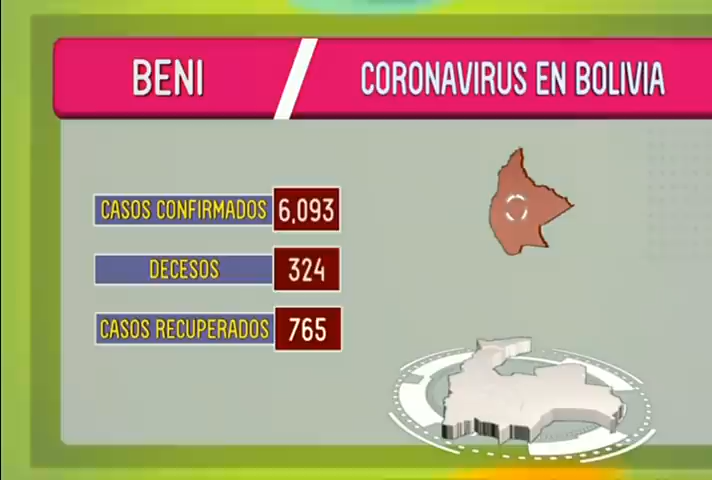 BENI
CORONAVIRUS EN BOLIVIA
CASOS CONFIRMADOS 6,093
DECESOS 324
CASOS RECUPERADOS 765